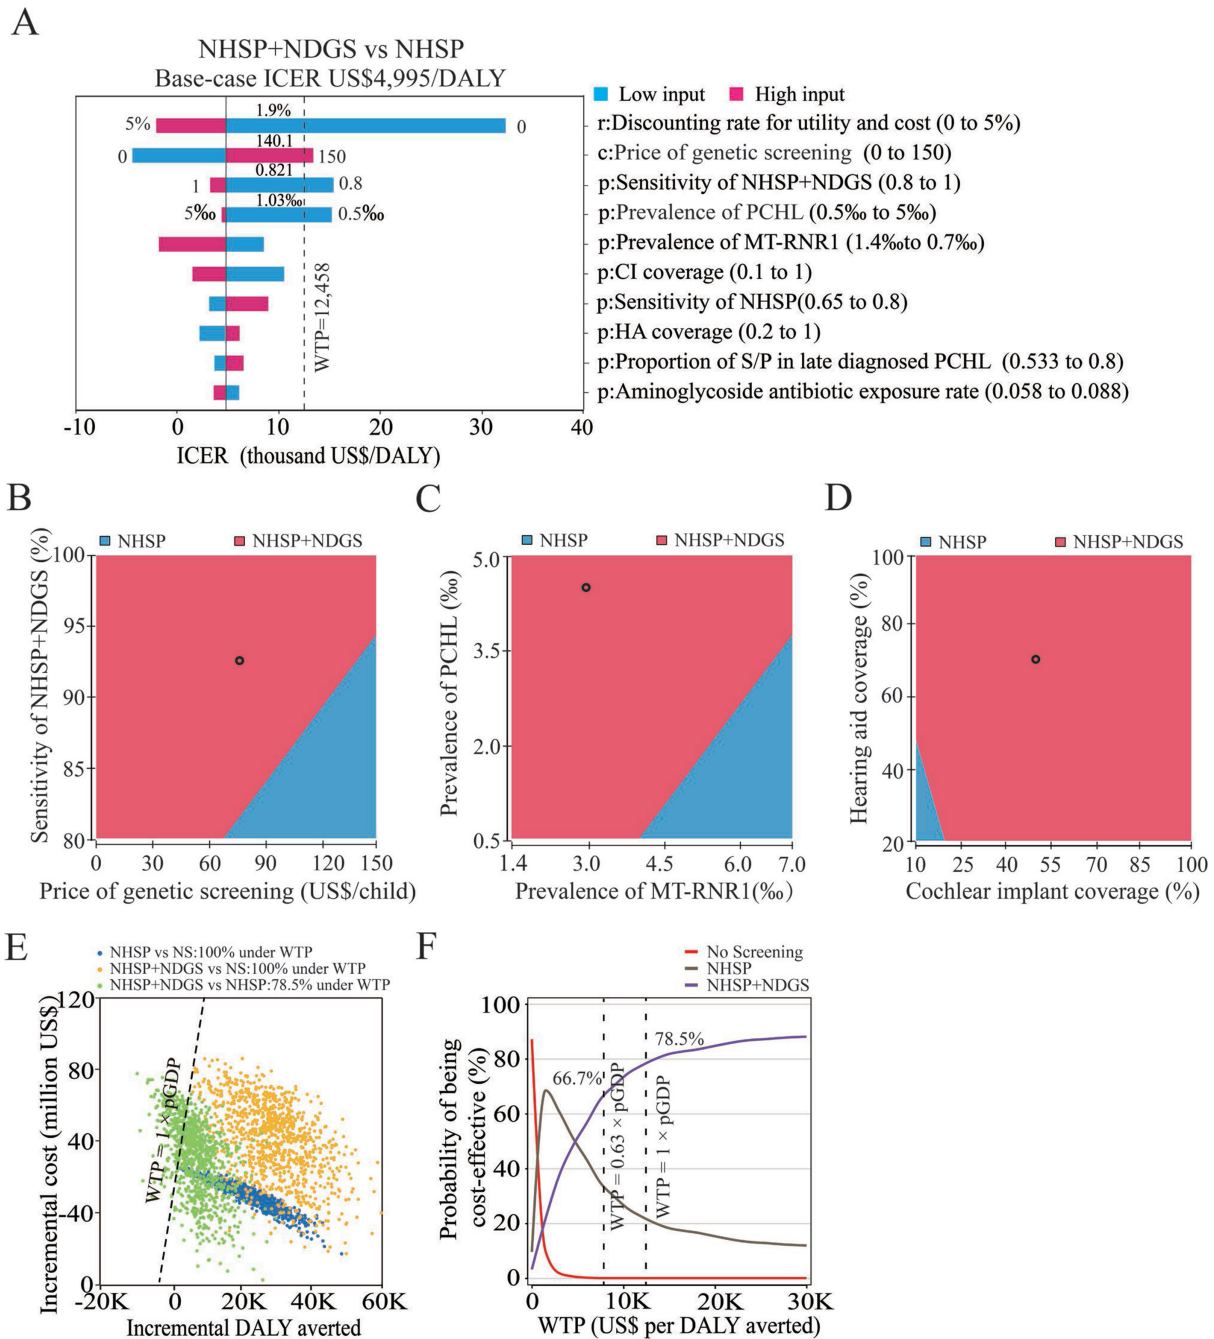 A
NHSP+NDGS vs NHSP
Base-case ICER US$4,995/DALY
Low input High input
5% 1.9% 0 r:Discounting rate for utility and cost (0 to 5%)
0 140.1 150 c:Price of genetic screening (0 to 150)
1 0.821 0.8 p:Sensitivity of NHSP+NDGS (0.8 to 1)
5‰ 1.03‰ 0.5‰ p:Prevalence of PCHL (0.5‰ to 5‰)
p:Prevalence of MT-RNR1 (1.4‰to 0.7‰)
p:CI coverage (0.1 to 1)
p:Sensitivity of NHSP(0.65 to 0.8)
p:HA coverage (0.2 to 1)
p:Proportion of S/P in late diagnosed PCHL (0.533 to 0.8)
p:Aminoglycoside antibiotic exposure rate (0.058 to 0.088)
WTP=12,458
-10 0 10 20 30 40
ICER (thousand US$/DALY)
B
NHSP NHSP+NDGS
Sensitivity of NHSP+NDGS (%)
100
95
90
85
80
0 30 60 90 120 150
Price of genetic screening (US$/child)
C
NHSP NHSP+NDGS
Prevalence of PCHL (‰)
5.0
3.5
2.0
0.5
1.4 3.0 4.5 6.0 7.0
Prevalence of MT-RNR1(‰)
D
NHSP NHSP+NDGS
Hearing aid coverage (%)
100
80
60
40
20
10 25 40 55 70 85 100
Cochlear implant coverage (%)
E
NHSP vs NS:100% under WTP
NHSP+NDGS vs NS:100% under WTP
NHSP+NDGS vs NHSP:78.5% under WTP
Incremental cost (million US$)
120
80
40
-40
0
WTP = 1 × pGDP
-20K 0 20K 40K 60K
Incremental DALY averted
F
No Screening
NHSP
NHSP+NDGS
Probability of being
cost-effective (%)
100
80
60
40
20
0
66.7%
78.5%
WTP = 0.63 × pGDP
WTP = 1 × pGDP
0 10K 20K 30K
WTP (US$ per DALY averted)